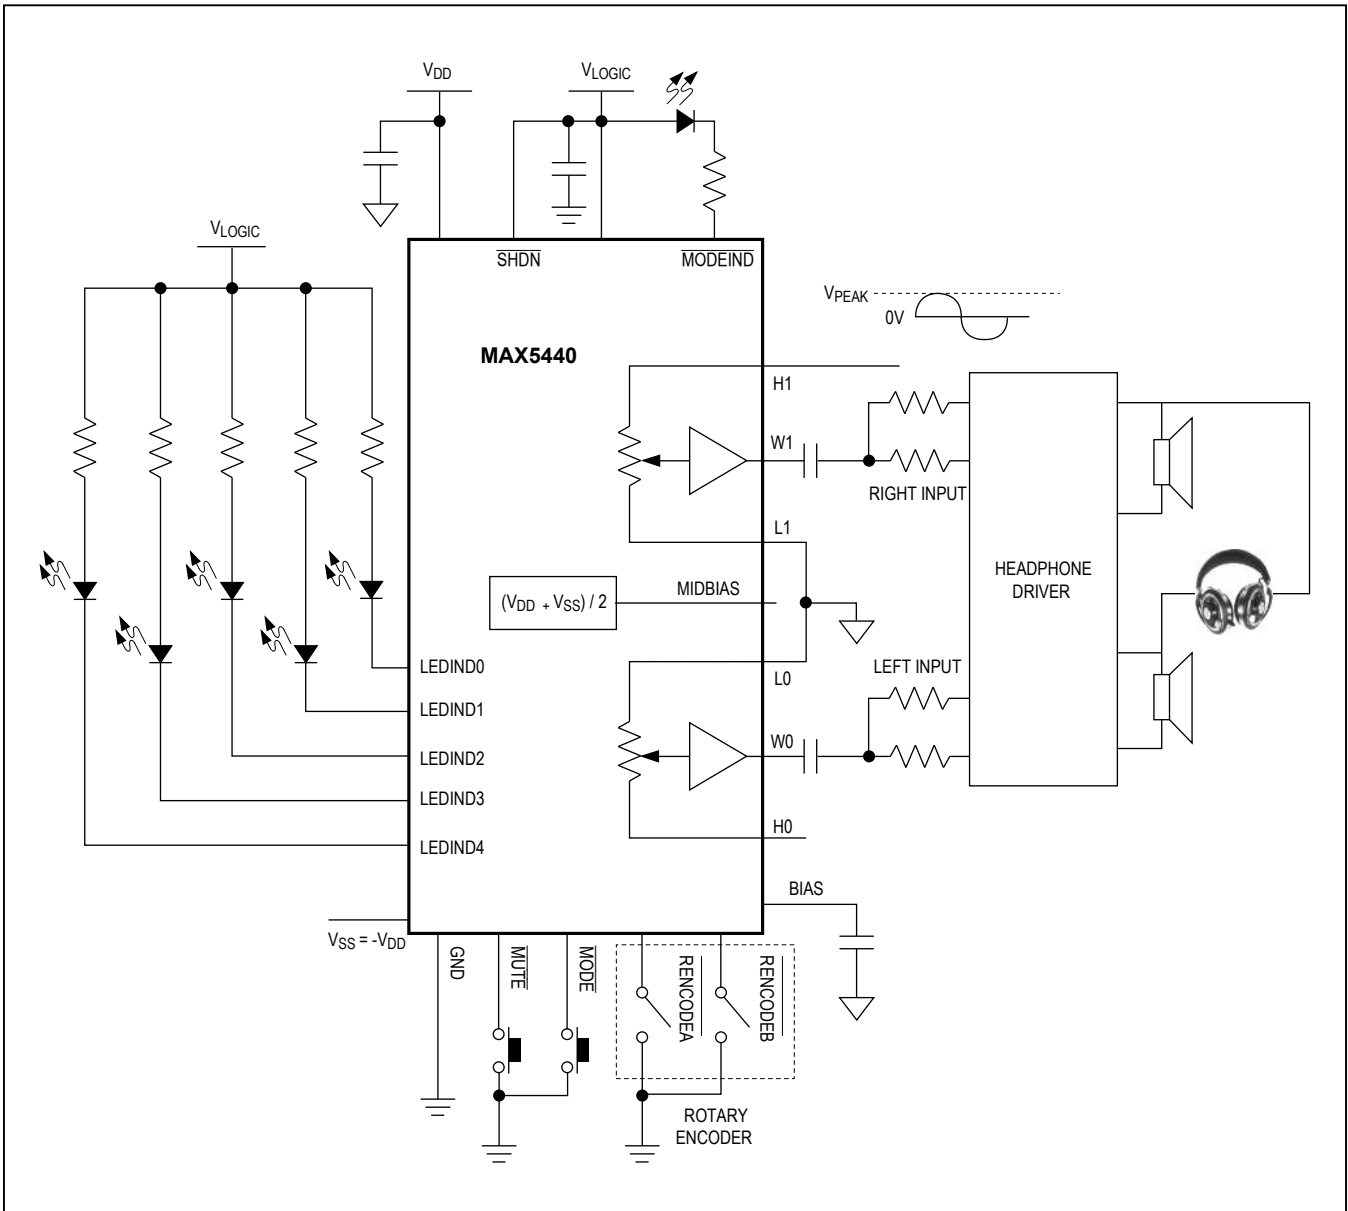 VDD
VLOGIC
VLOGIC
SHDN
MODEIND
VPEAK
0V
MAX5440
H1
W1
RIGHT INPUT
L1
(VDD + VSS) / 2
MIDBIAS
HEADPHONE
DRIVER
LEDIND0
LEFT INPUT
L0
LEDIND1
W0
LEDIND2
LEDIND3
H0
LEDIND4
BIAS
VSS = -VDD
GND
MUTE
MODE
RENCODEA
RENCODEB
ROTARY
ENCODER